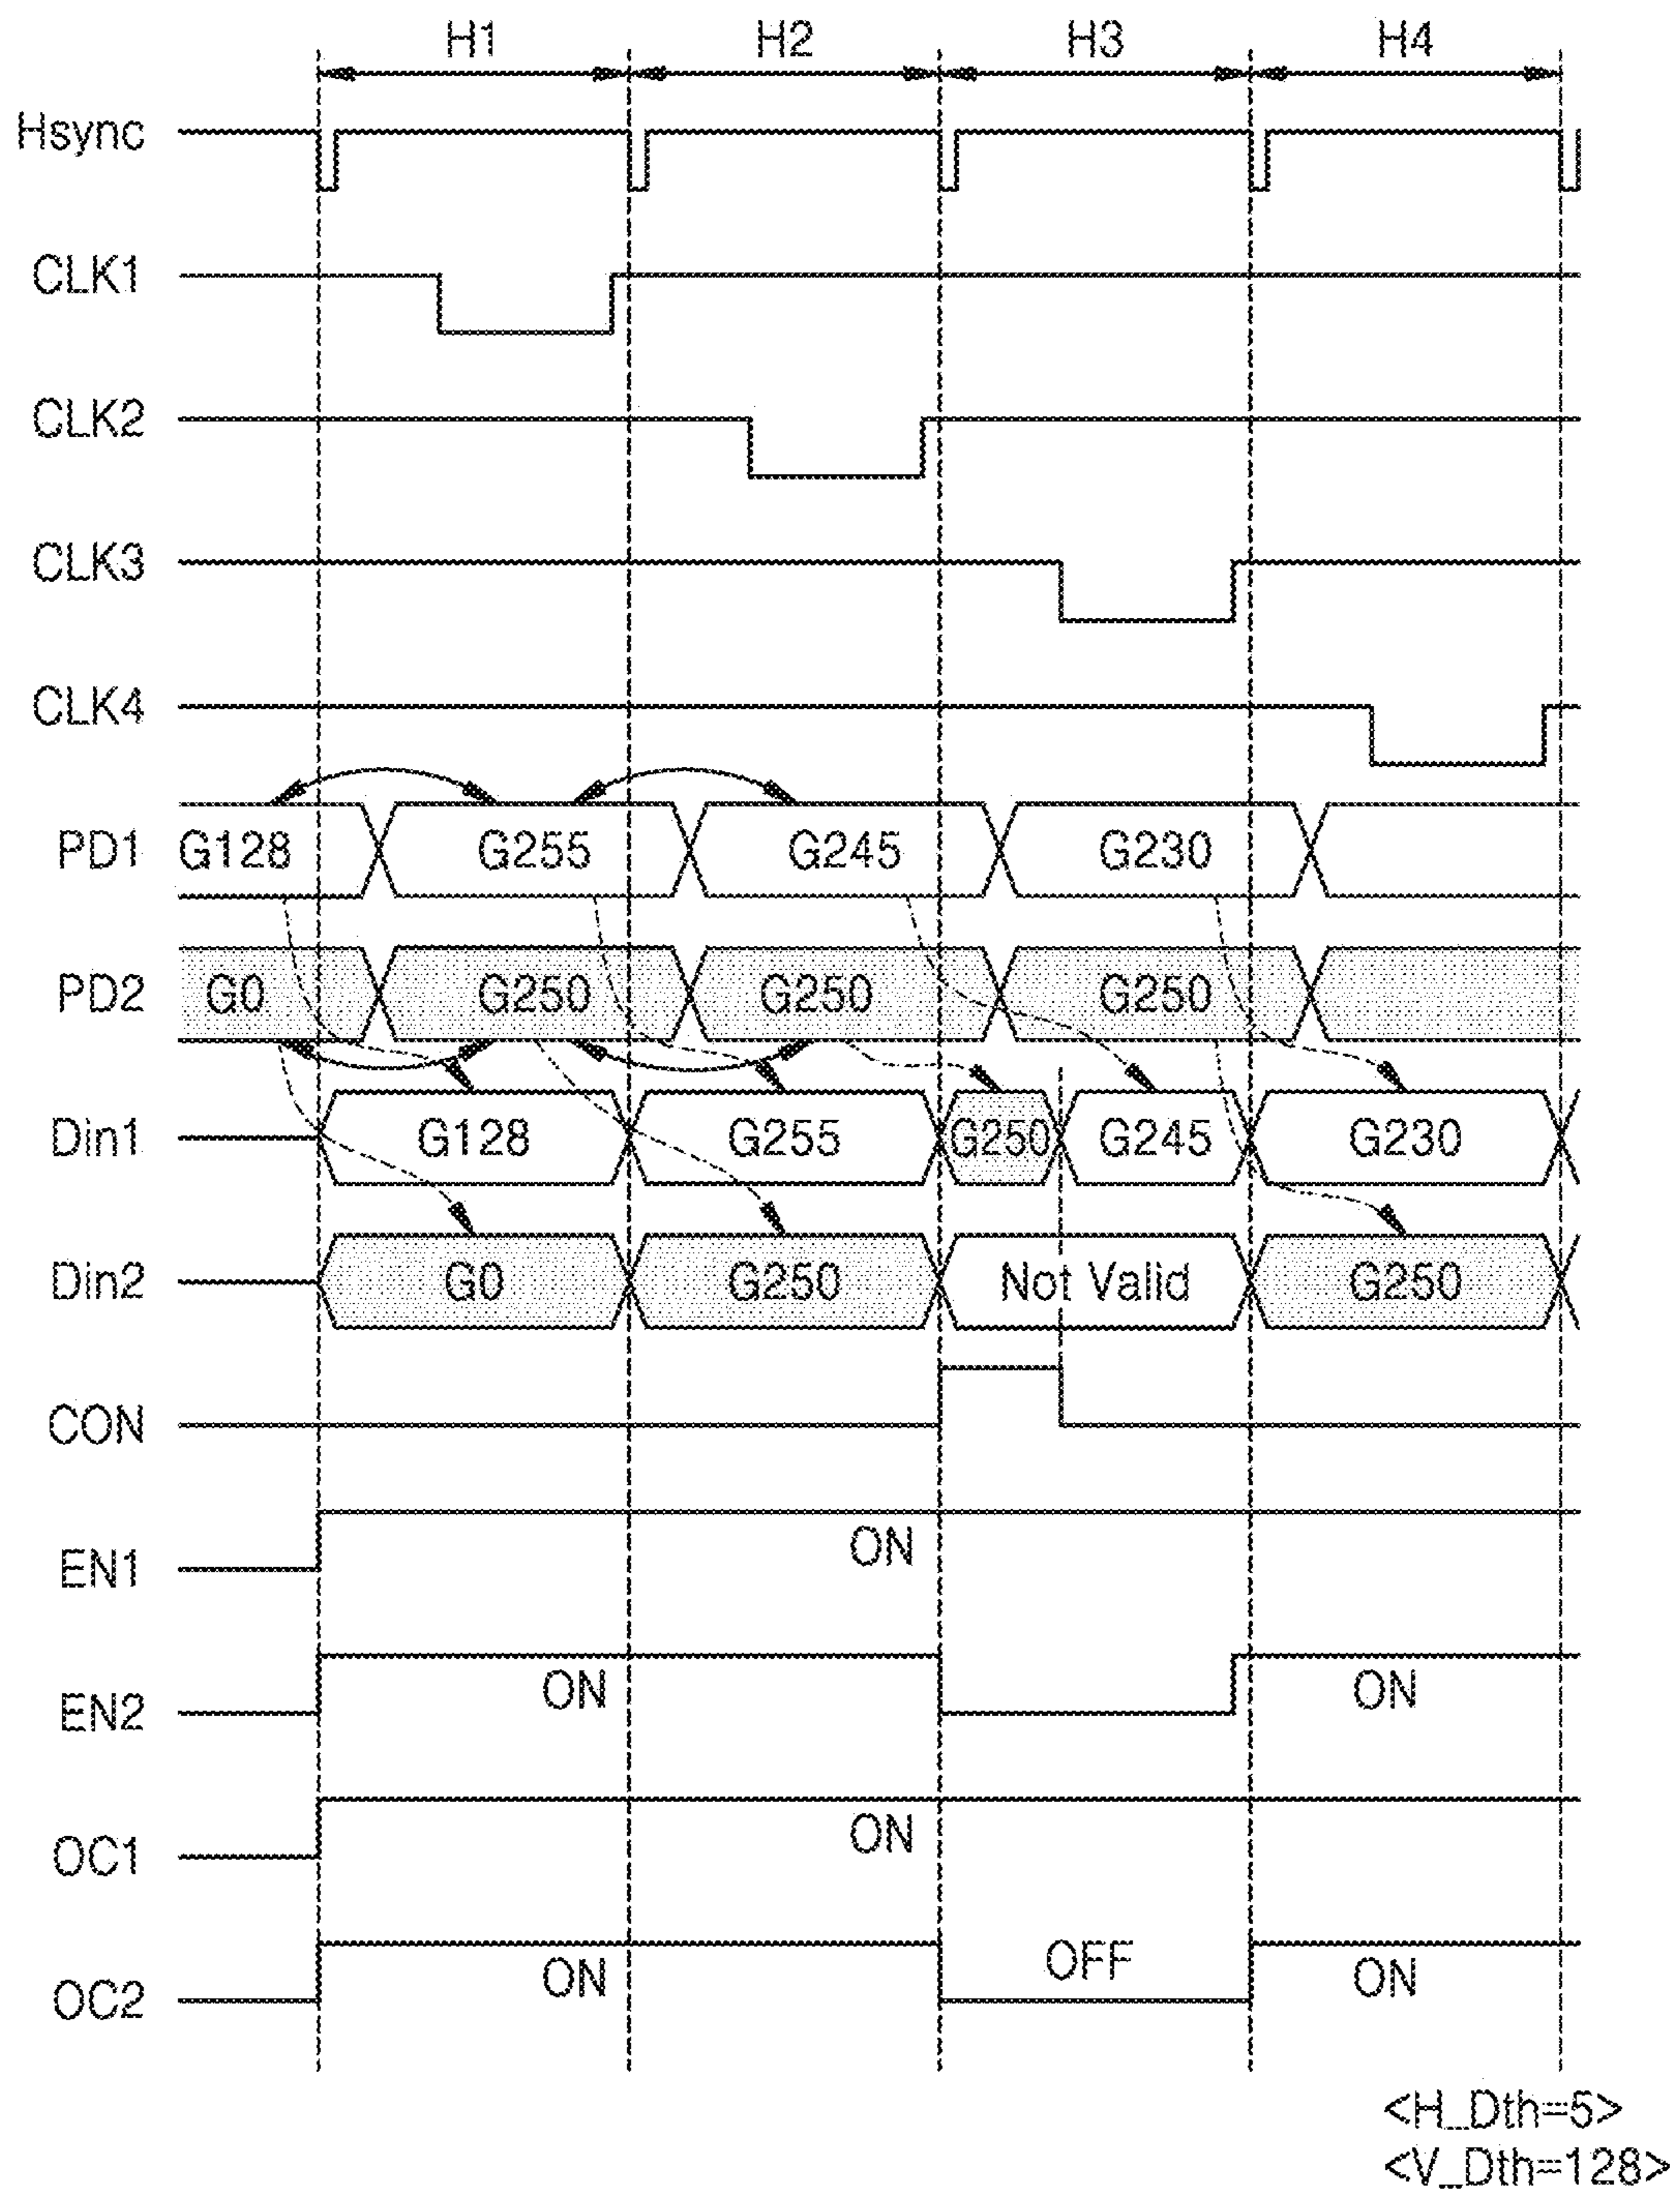 H1 H2 H3 H4
Hsync
CLK1
CLK2
CLK3
CLK4
PD1 G128 G255 G245 G230
PD2 G0 G250 G250 G250
Din1 G128 G255 G250 G245 G230
Din2 G0 G250 Not Valid G250
CON
EN1 ON
EN2 ON ON
OC1 ON
OC2 ON OFF ON
<H_Dth=5>
<V_Dth=128>